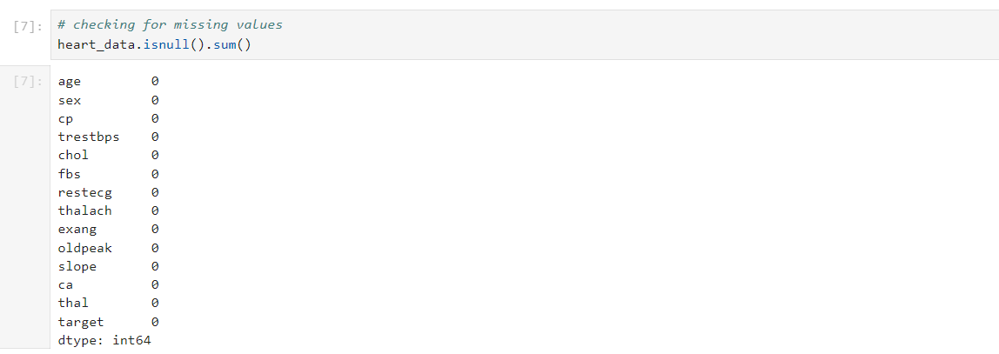 [7]: # checking for missing values
heart_data.isnull().sum()
[7]: age 0
sex 0
cp 0
trestbps 0
chol 0
fbs 0
restecg 0
thalach 0
exang 0
oldpeak 0
slope 0
ca 0
thal 0
target 0
dtype: int64